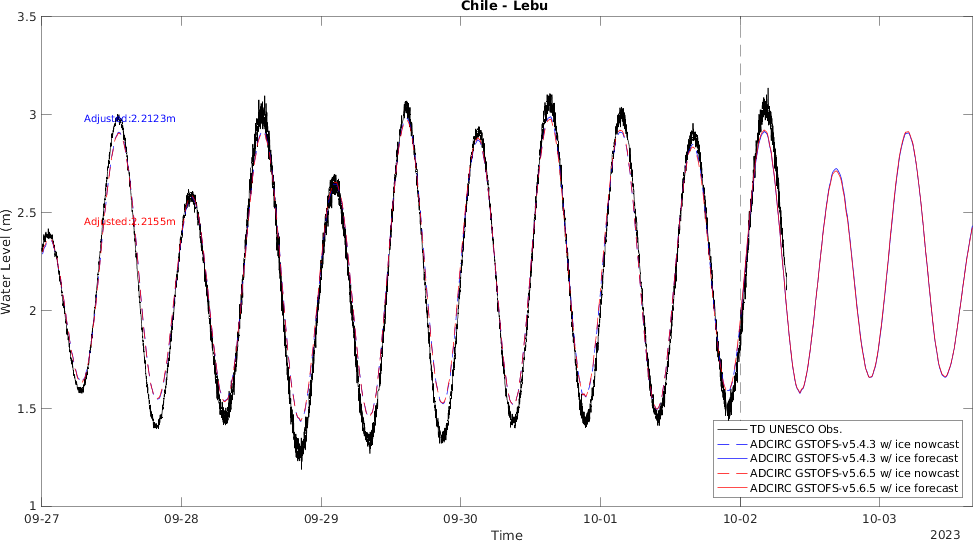 Chile - Lebu
3.5
3
2.5
2
1.5
1
Water Level (m)
Adjusted:2.2123m
Adjusted:2.2155m
TD UNESCO Obs.
ADCIRC GSTOFS-v5.4.3 w/ ice nowcast
ADCIRC GSTOFS-v5.4.3 w/ ice forecast
ADCIRC GSTOFS-v5.6.5 w/ ice nowcast
ADCIRC GSTOFS-v5.6.5 w/ ice forecast
09-27 09-28 09-29 09-30 10-01 10-02 10-03
Time
2023